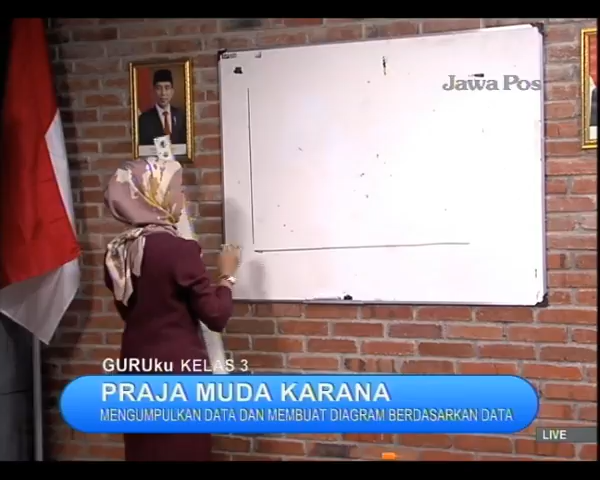 Jawa Pos
GURUku KELAS 3
PRAJA MUDA KARANA
MENGUMPULKAN DATA DAN MEMBUAT DIAGRAM BERDASARKAN DATA
LIVE